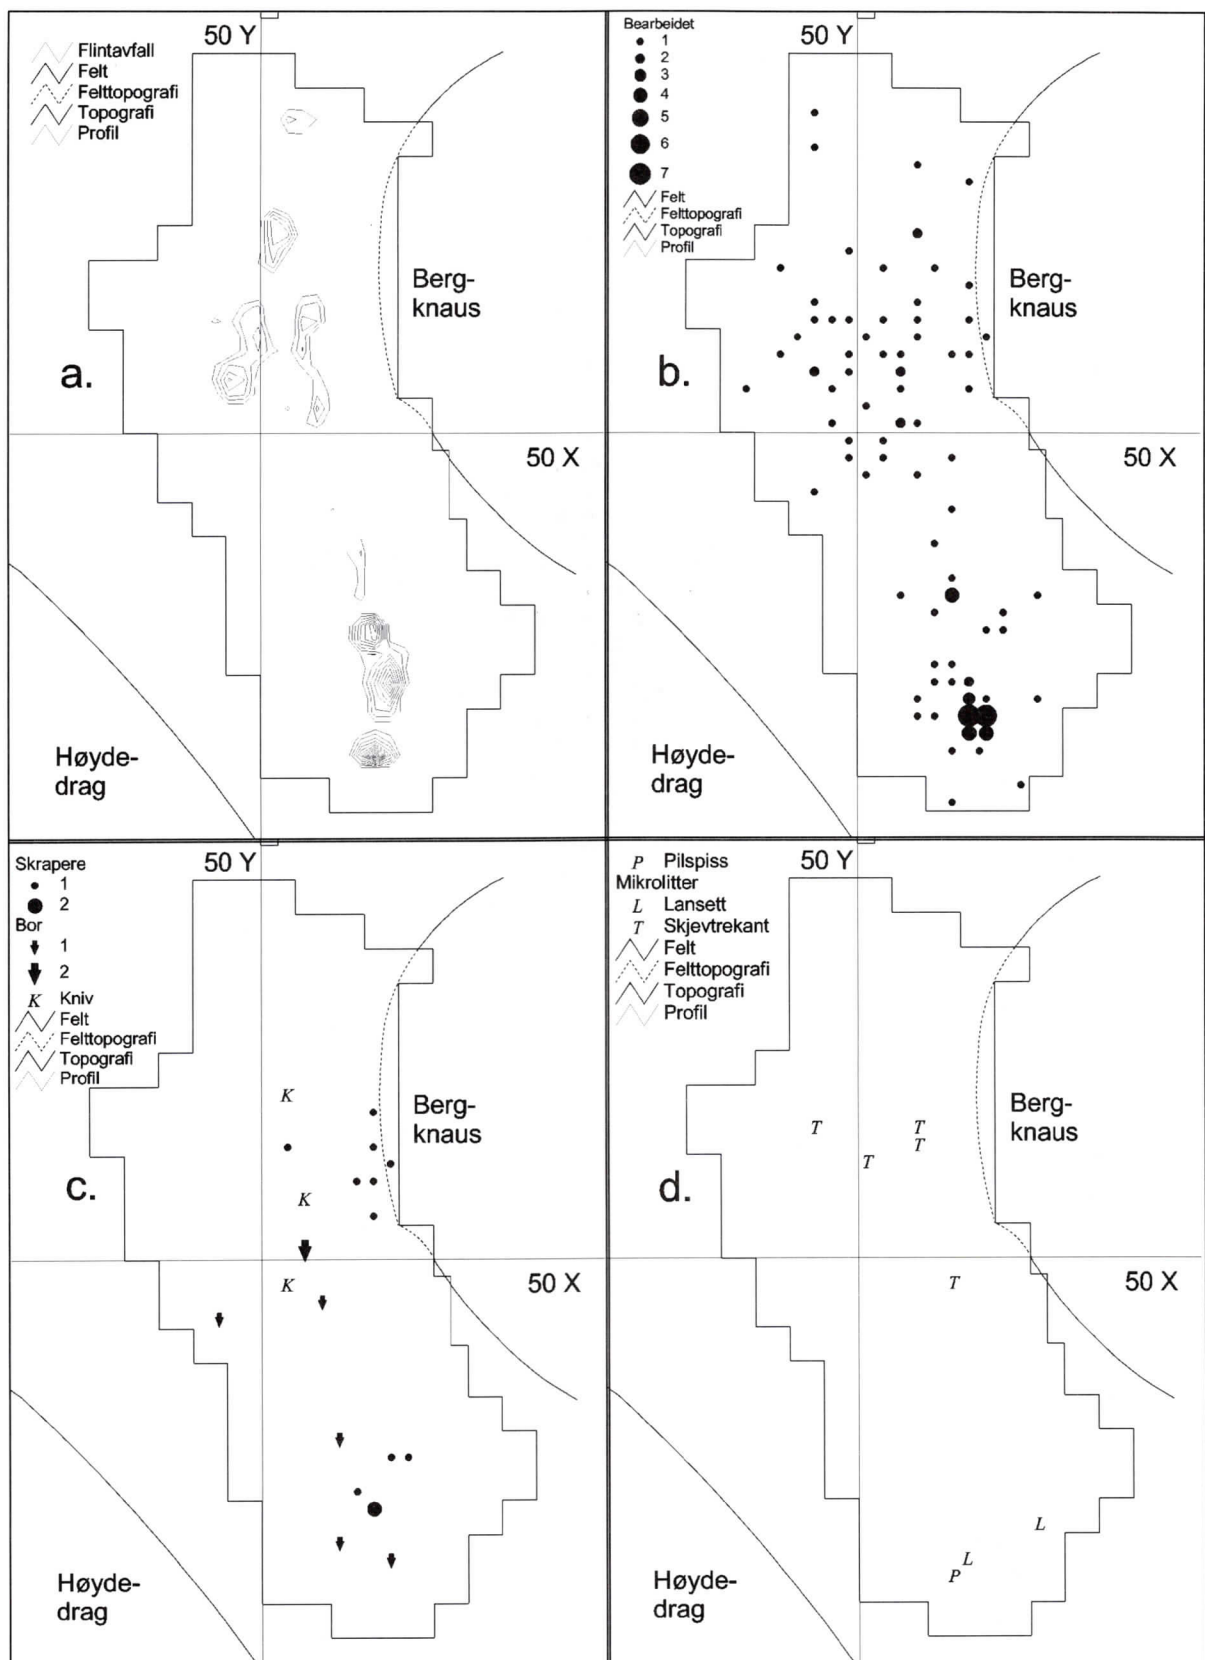 50 Y
Flintavfall
Felt
Felttopografi
Topografi
Profil
Berg-
knaus
a.
50 X
Høyde-
drag
Bearbeidet
50 Y
1
2
3
4
5
6
7
Felt
Felttopografi
Topografi
Profil
Berg-
knaus
b.
50 X
Høyde-
drag
Skrapere
50 Y
1
2
Bor
1
2
K Kniv
Felt
Felttopografi
Topografi
Profil
K
Berg-
knaus
c.
K
50 X
K
Høyde-
drag
50 Y
P Pilspiss
Mikrolitter
L Lansett
T Skjevtrekant
Felt
Felttopografi
Topografi
Profil
Berg-
knaus
T
T
T
T
d.
50 X
T
L
L
P
Høyde-
drag